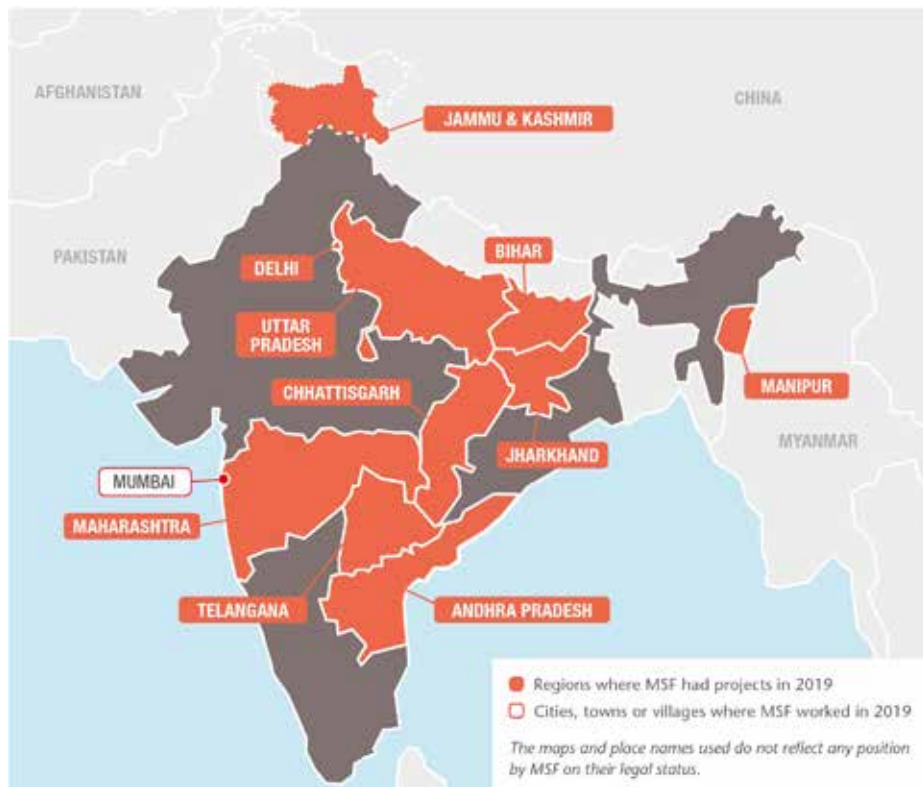 AFGHANISTAN
CHINA
JAMMU & KASHMIR
PAKISTAN
DELHI
BIHAR
UTTAR
PRADESH
CHHATTISGARH
MANIPUR
JHARKHAND
MYANMAR
MUMBAI
MAHARASHTRA
TELANGANA
ANDHRA PRADESH
Regions where MSF had projects in 2019
Cities, towns or villages where MSF worked in 2019
The maps and place names used do not reflect any position
by MSF on their legal status.